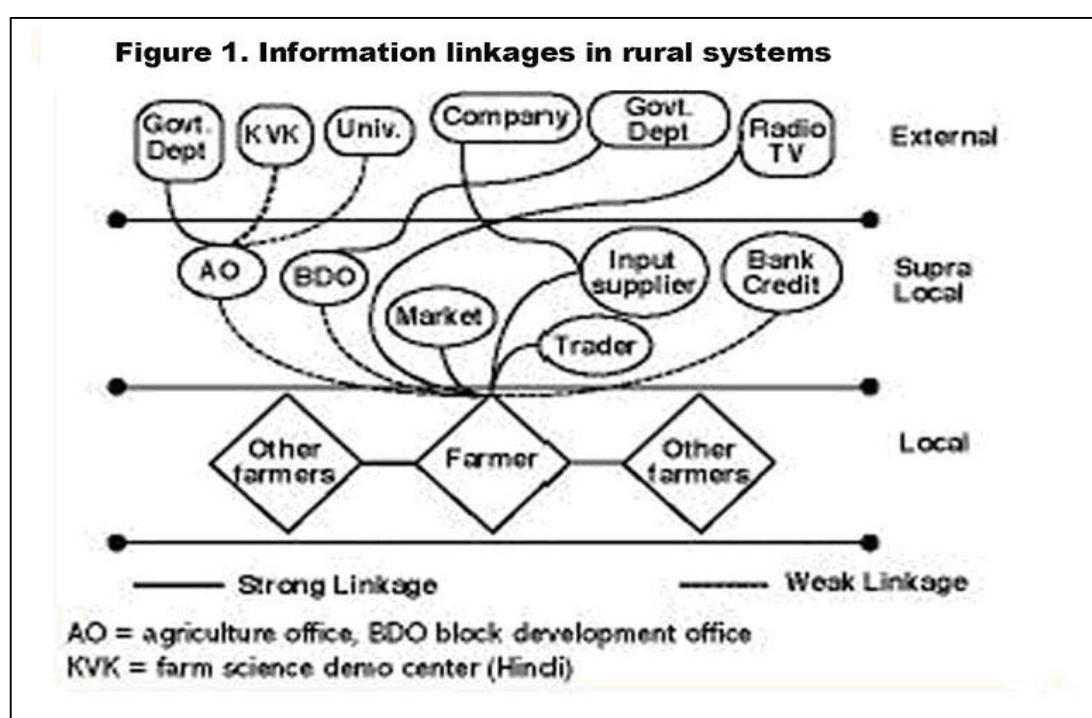 Figure 1. Information linkages in rural systems
Govt.
Dept
KVK
Univ.
Company
Govt.
Dept
Radio
TV
External
AO
BDO
Market
Input
supplier
Trader
Bank
Credit
Supra
Local
Other
farmers
Farmer
Other
farmers
Local
Strong Linkage
Weak Linkage
AO = agriculture office, BDO block development office
KVK = farm science demo center (Hindi)